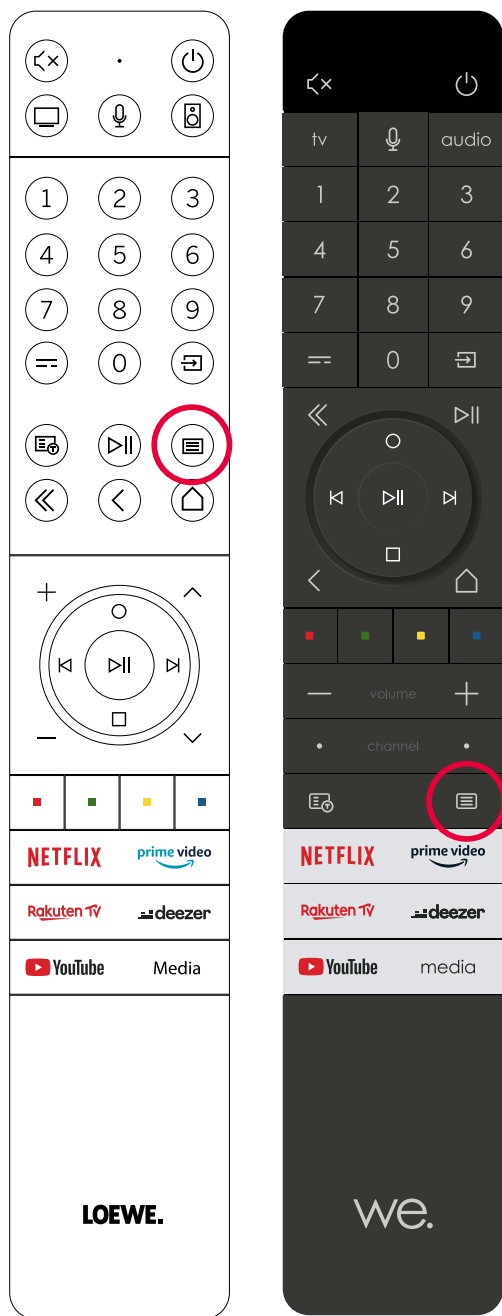 1 2 3
4 5 6
7 8 9
0
NETFLIX prime video
Rakuten TV deezer
YouTube Media
LOEWE.
tv audio
1 2 3
4 5 6
7 8 9
0
volume
channel
NETFLIX prime video
Rakuten TV deezer
YouTube media
we.